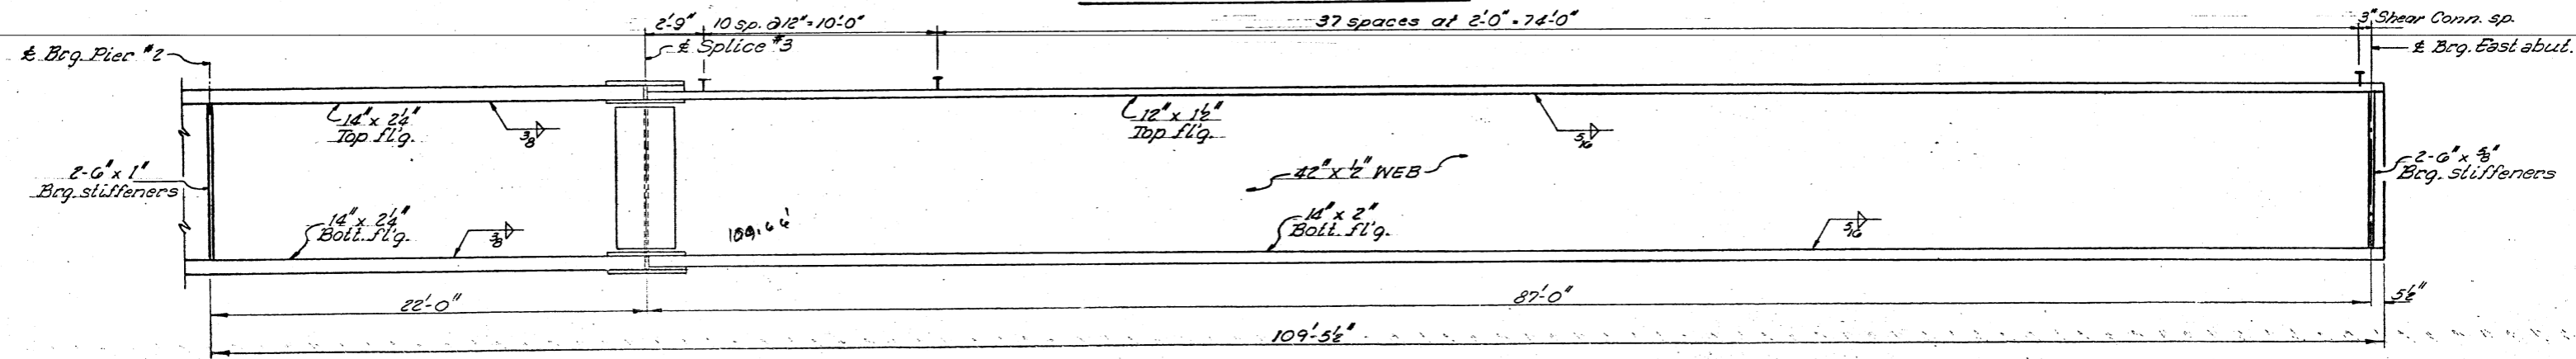 2'-9" 10 sp. @ 12" = 10'-0" 37 spaces at 2'-0" = 74'-0" 3" Shear Conn. sp.
℄ Brg. Pier #2 ℄ Splice #3 ℄ Brg. East abut.
14" x 2¼"
Top fl'g.
3/8
12" x 1½"
Top fl'g.
5/16
2-6" x 1"
Brg. stiffeners
42" x ½" WEB
2-6" x 5/8"
Brg. stiffeners
14" x 2¼"
Bott. fl'g.
3/8
109.66'
14" x 2"
Bott. fl'g.
5/16
22'-0" 87'-0" 5½"
109'-5½"